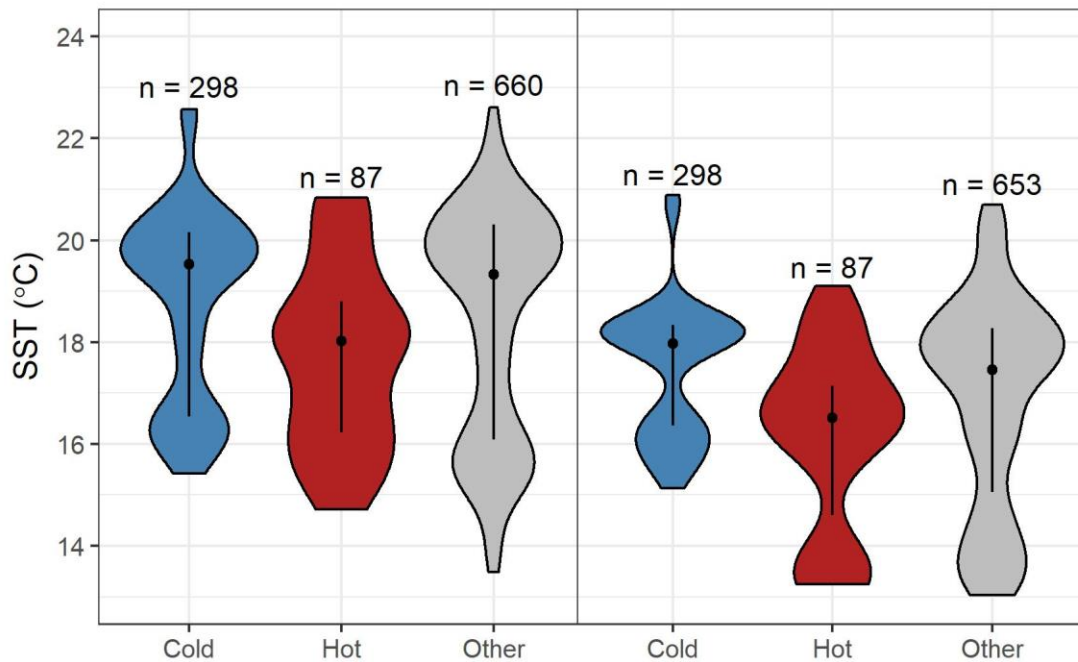 SST (°C)
24
22
20
18
16
14
n = 298
n = 87
n = 660
n = 298
n = 87
n = 653
Cold
Hot
Other
Cold
Hot
Other